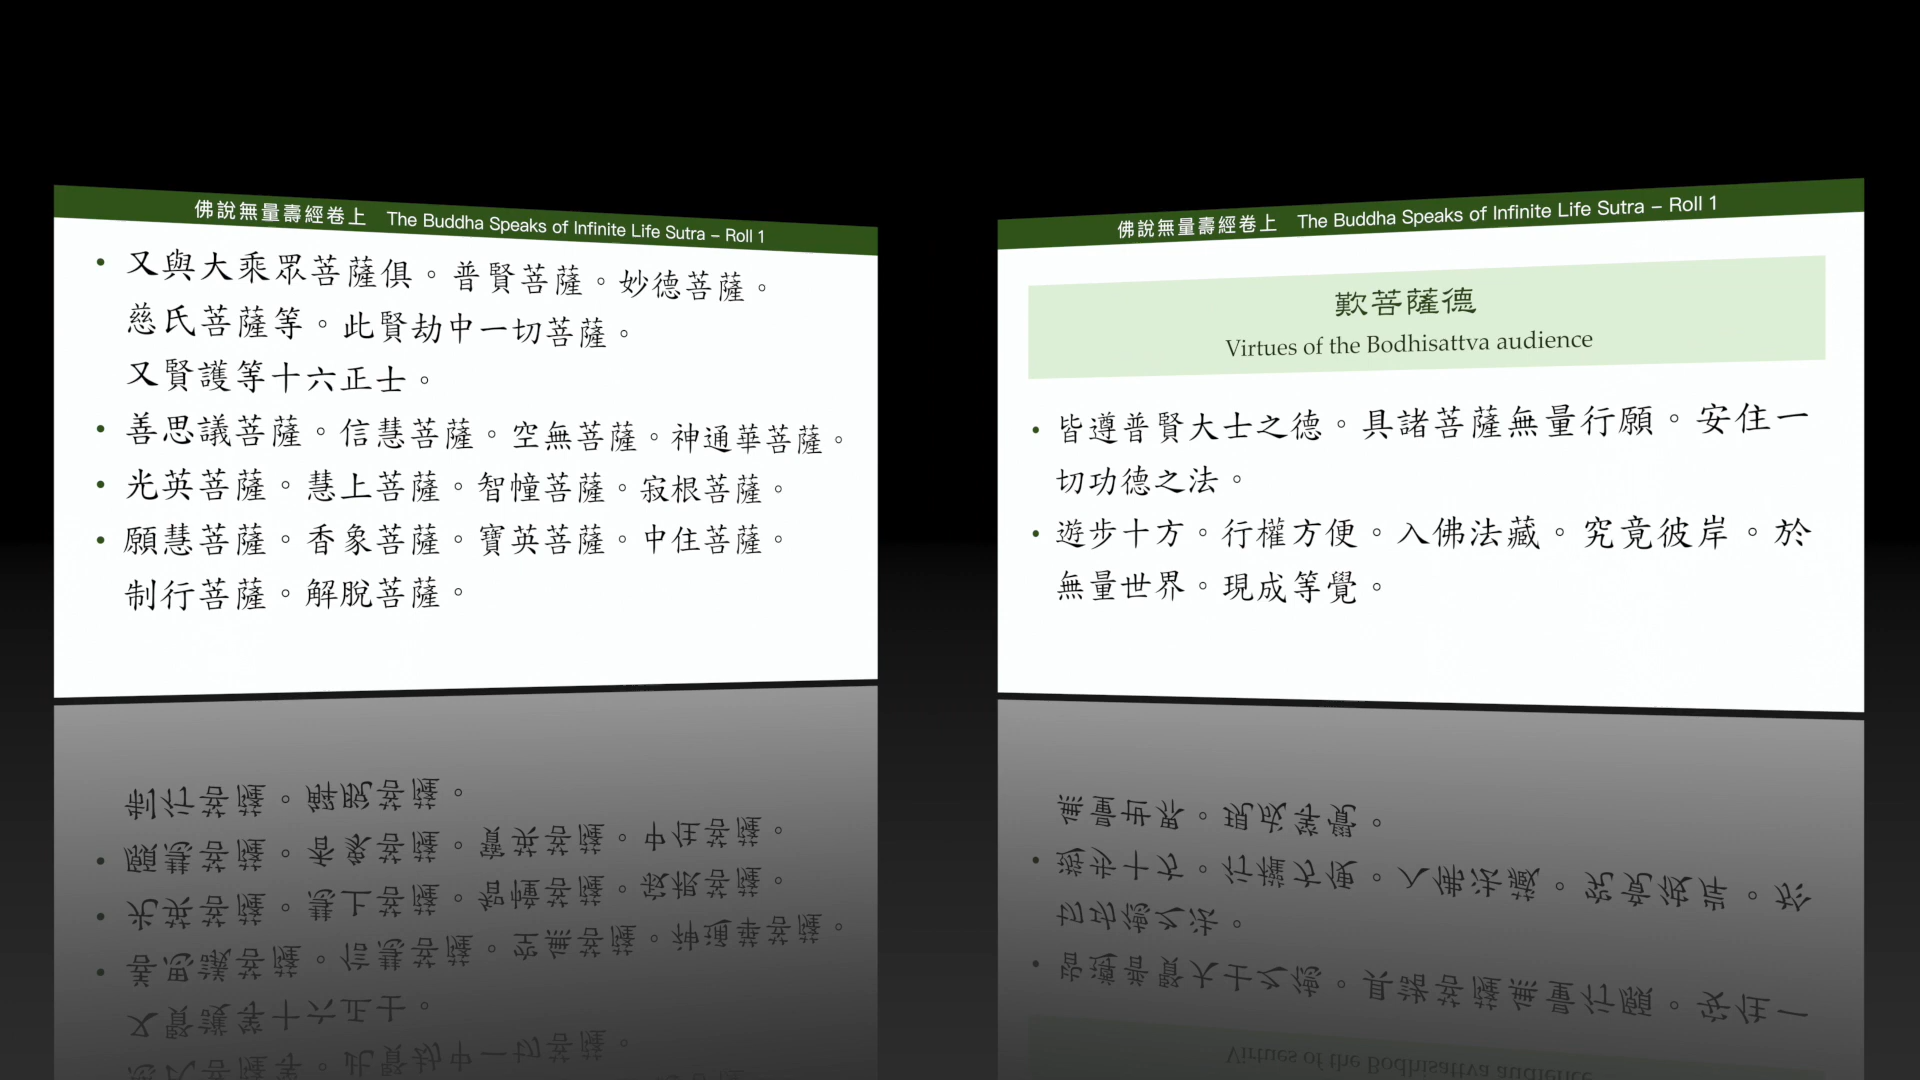 佛說無量壽經卷上 The Buddha Speaks of Infinite Life Sutra – Roll 1
• 又與大乘眾菩薩俱。普賢菩薩。妙德菩薩。
慈氏菩薩等。此賢劫中一切菩薩。
又賢護等十六正士。
• 善思議菩薩。信慧菩薩。空無菩薩。神通華菩薩。
• 光英菩薩。慧上菩薩。智幢菩薩。寂根菩薩。
• 願慧菩薩。香象菩薩。寶英菩薩。中住菩薩。
制行菩薩。解脫菩薩。
佛說無量壽經卷上 The Buddha Speaks of Infinite Life Sutra – Roll 1
歎菩薩德
Virtues of the Bodhisattva audience
• 皆遵普賢大士之德。具諸菩薩無量行願。安住一
切功德之法。
• 遊步十方。行權方便。入佛法藏。究竟彼岸。於
無量世界。現成等覺。